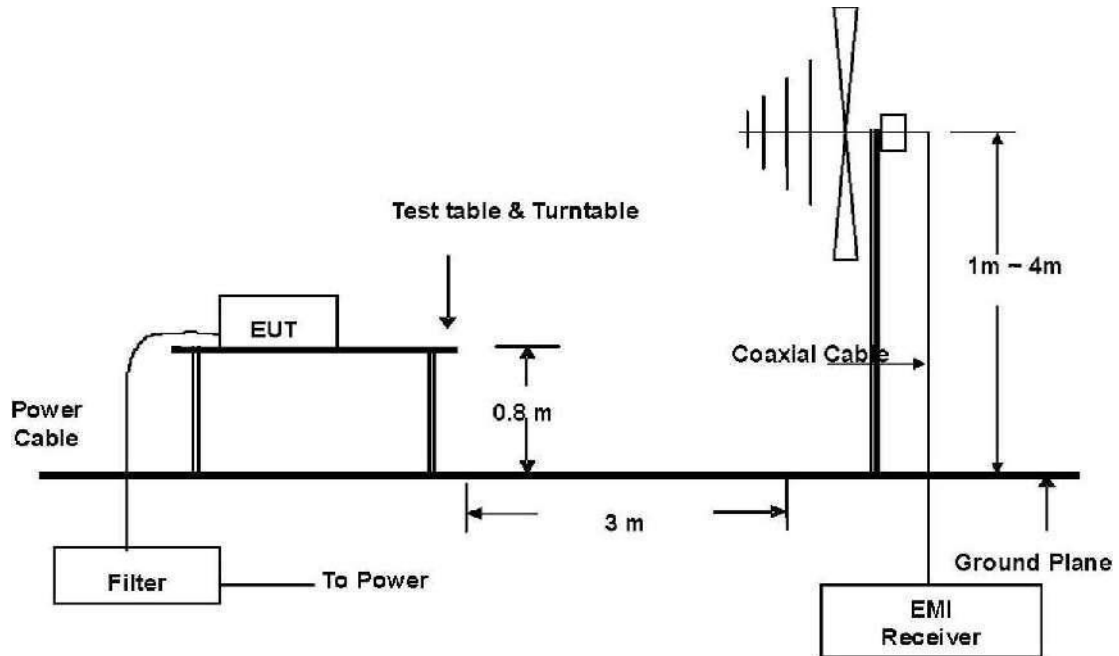 Test table & Turntable
1m ~ 4m
EUT
Coaxial Cable
0.8 m
Power
Cable
3 m
Ground Plane
Filter
To Power
EMI
Receiver